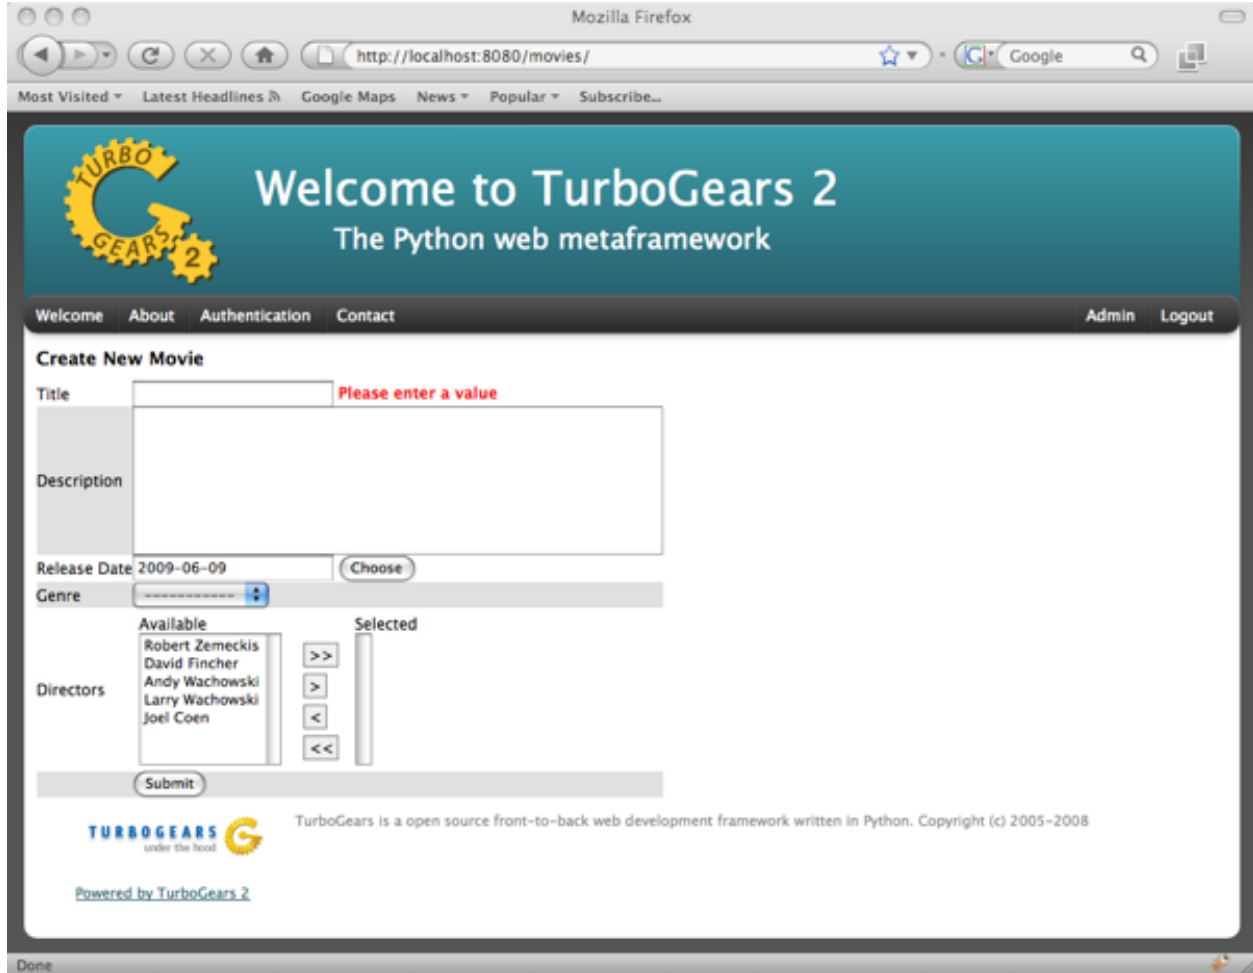 Mozilla Firefox
http://localhost:8080/movies/
Google
Most Visited Latest Headlines Google Maps News Popular Subscribe...
TURBO
GEARS 2
Welcome to TurboGears 2
The Python web metaframework
Welcome About Authentication Contact Admin Logout
Create New Movie
Title Please enter a value
Description
Release Date 2009-06-09 Choose
Genre -----------
Available Selected
Robert Zemeckis
David Fincher
Andy Wachowski
Larry Wachowski
Joel Coen
Directors
>>
>
<
<<
Submit
TURBOGEARS
under the hood
TurboGears is a open source front-to-back web development framework written in Python. Copyright (c) 2005-2008
Powered by TurboGears 2
Done